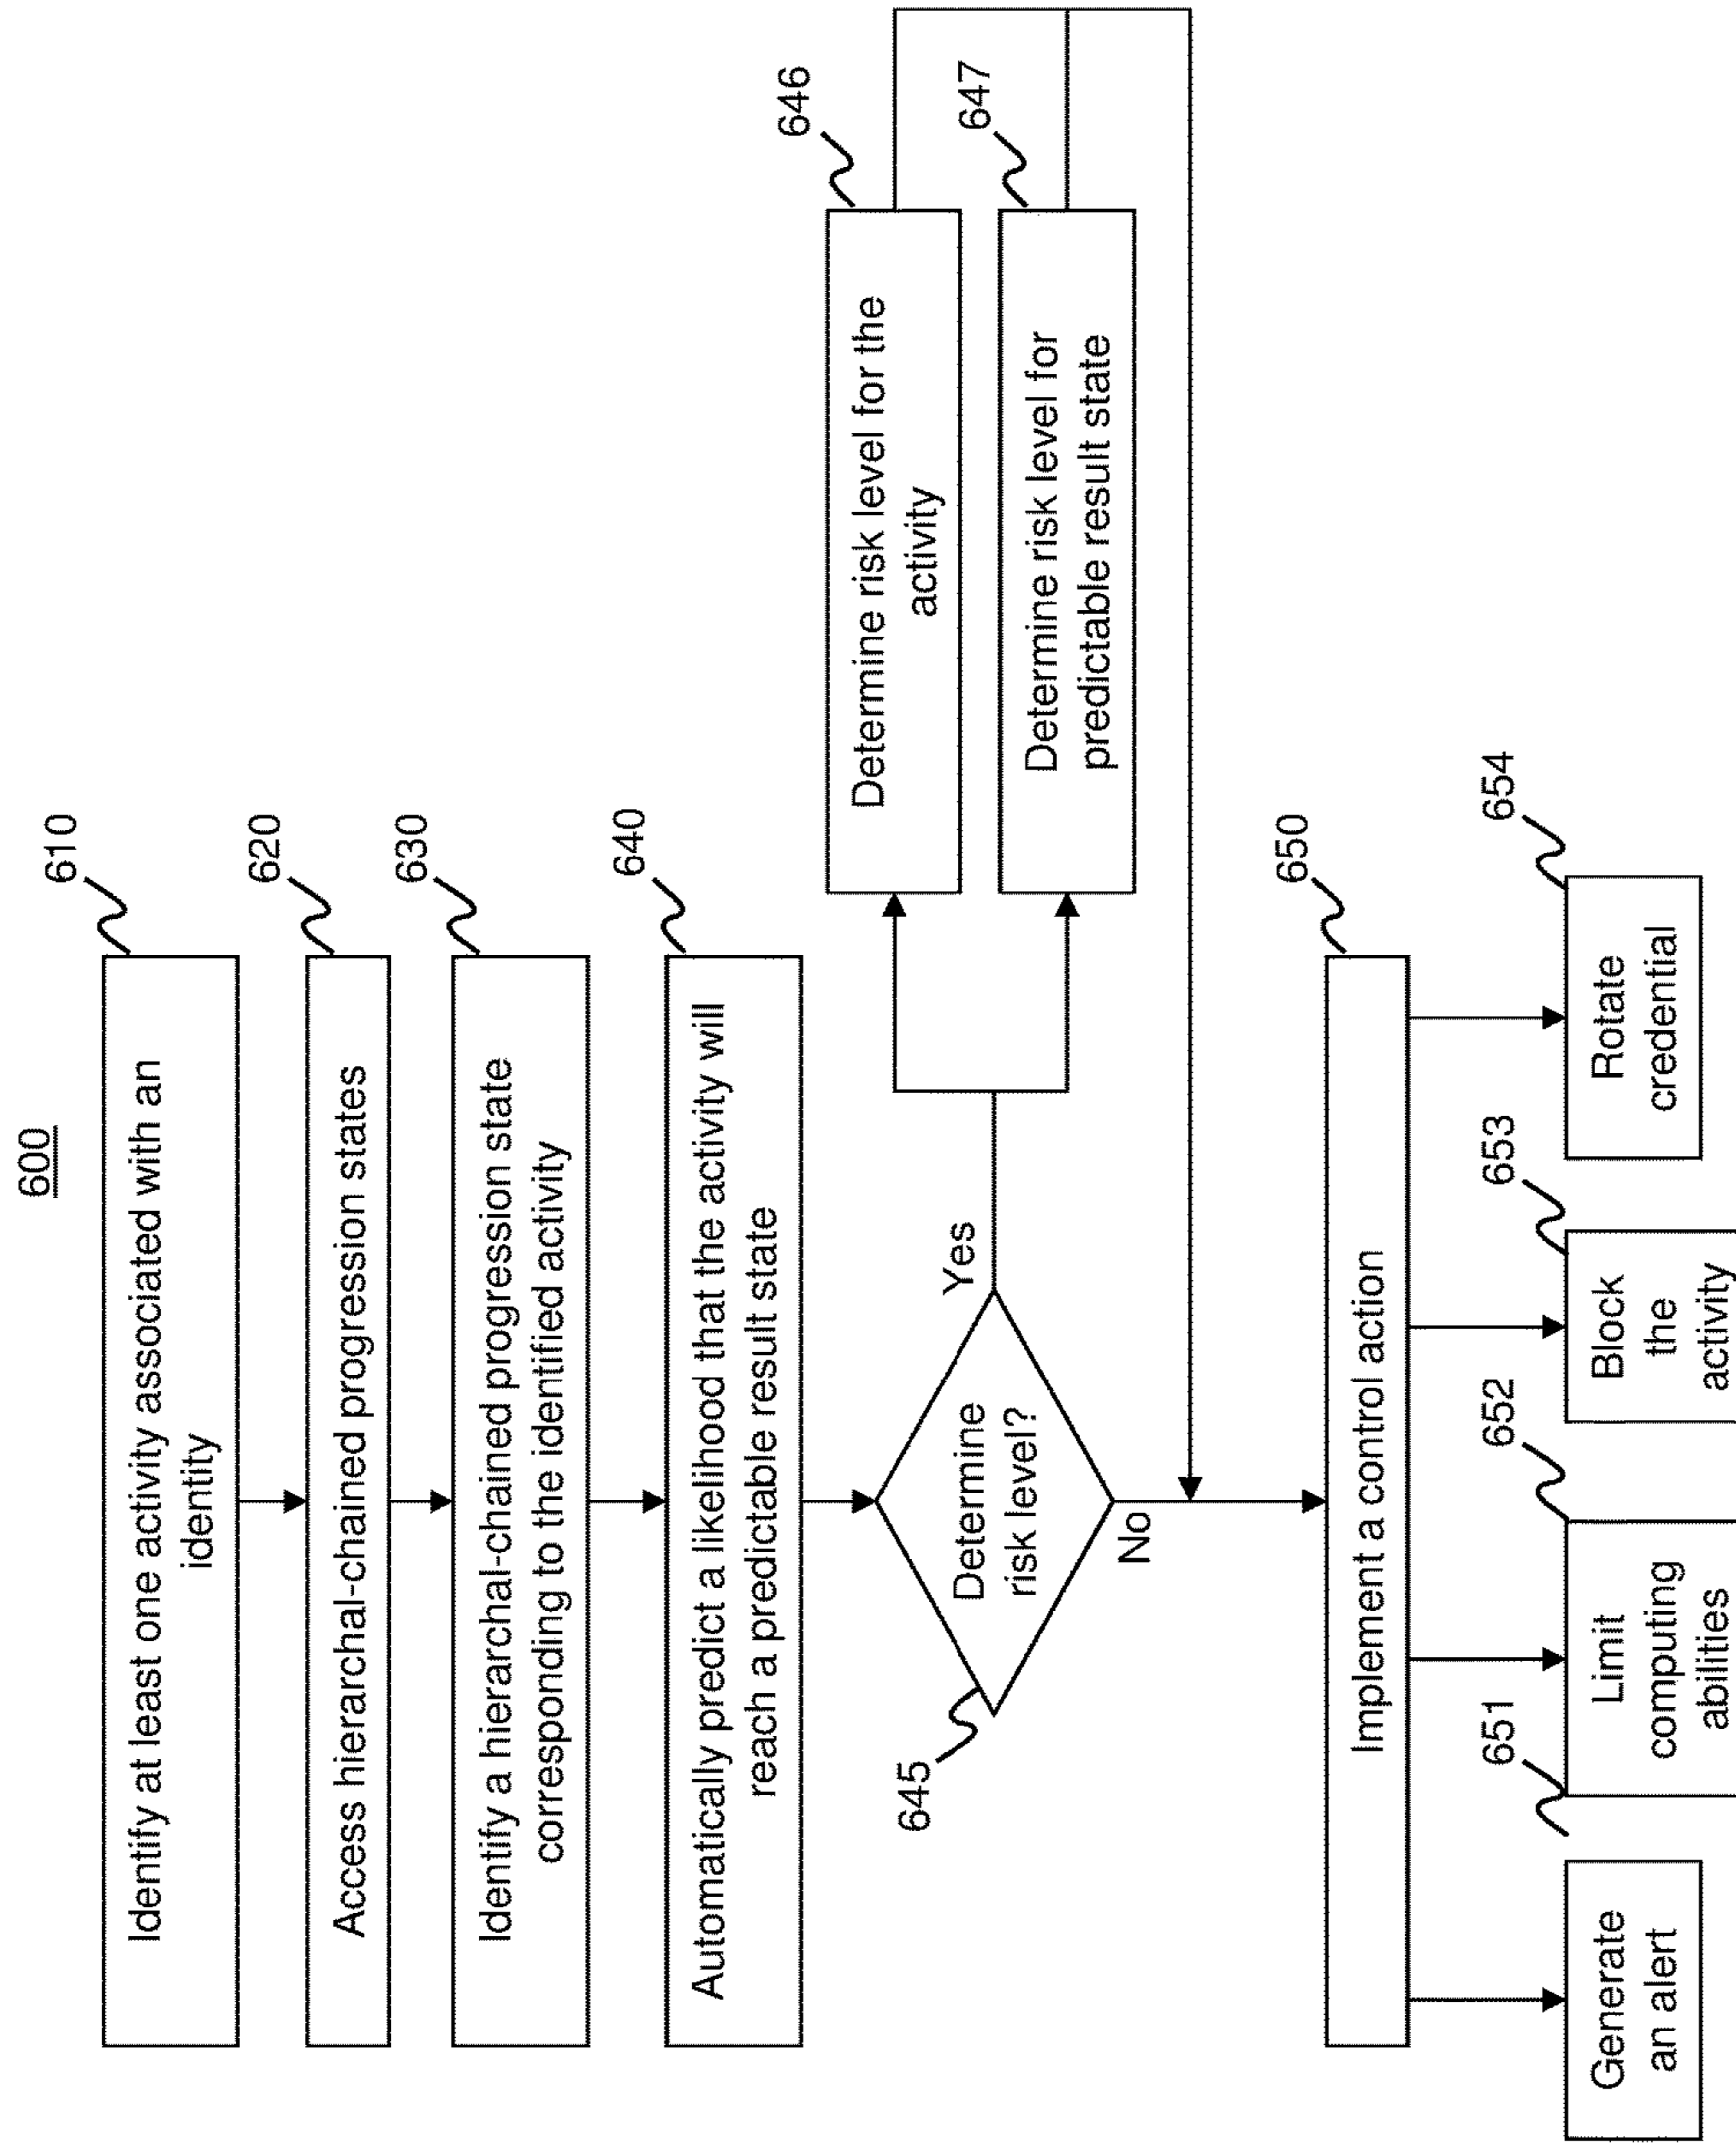 600
610
Identify at least one activity associated with an
identity
620
Access hierarchal-chained progression states
630
Identify a hierarchal-chained progression state
corresponding to the identified activity
640
Automatically predict a likelihood that the activity will
reach a predictable result state
645
Determine
risk level?
Yes
No
646
Determine risk level for the
activity
647
Determine risk level for
predictable result state
650
Implement a control action
651
Generate
an alert
652
Limit
computing
abilities
653
Block
the
activity
654
Rotate
credential